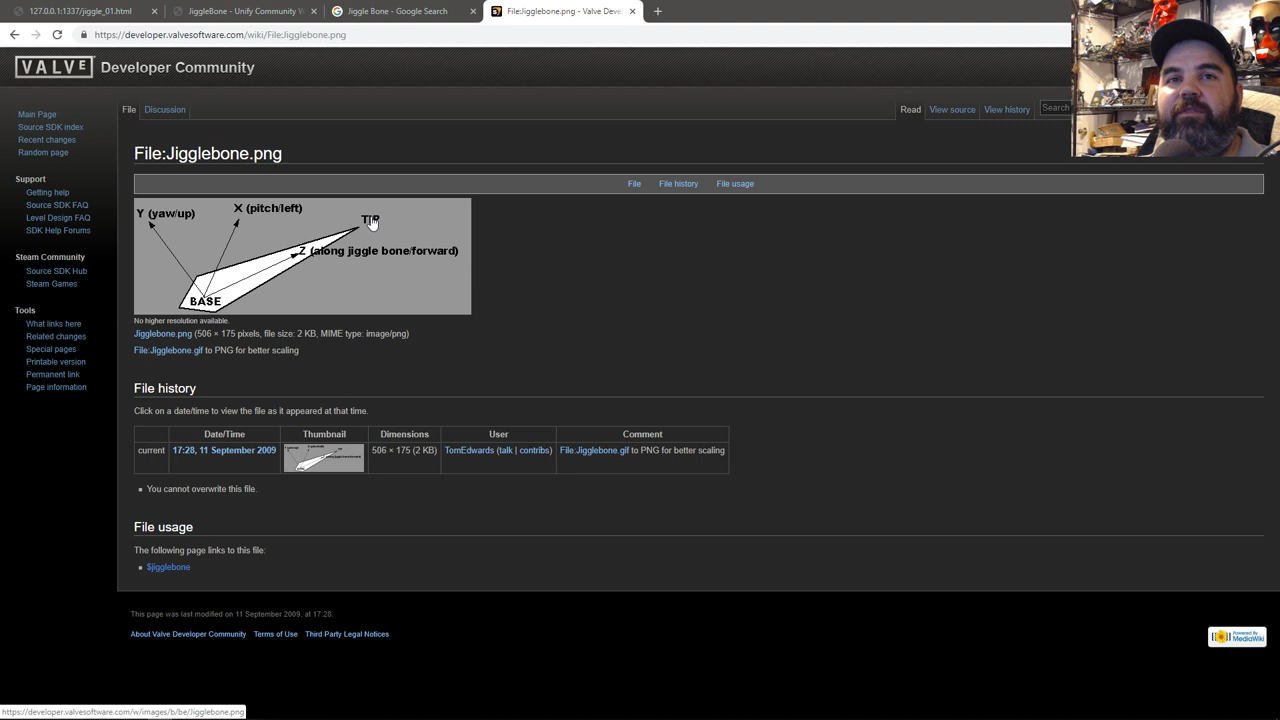 127.0.0.1:1337/jiggle_01.html
JiggleBone - Unify Community W
Jiggle Bone - Google Search
File:Jigglebone.png - Valve Deve
https://developer.valvesoftware.com/wiki/File:Jigglebone.png
VALVE Developer Community
Main Page
Source SDK index
Recent changes
Random page
Support
Getting help
Source SDK FAQ
Level Design FAQ
SDK Help Forums
Steam Community
Source SDK Hub
Steam Games
Tools
What links here
Related changes
Special pages
Printable version
Permanent link
Page information
File Discussion
Read View source View history Search
File:Jigglebone.png
File File history File usage
Y (yaw/up)
X (pitch/left)
TIP
Z (along jiggle bone/forward)
BASE
No higher resolution available.
Jigglebone.png (506 × 175 pixels, file size: 2 KB, MIME type: image/png)
File:Jigglebone.gif to PNG for better scaling
File history
Click on a date/time to view the file as it appeared at that time.
Date/Time Thumbnail Dimensions User Comment
current 17:28, 11 September 2009 506 × 175 (2 KB) TomEdwards (talk | contribs) File:Jigglebone.gif to PNG for better scaling
You cannot overwrite this file.
File usage
The following page links to this file:
$jigglebone
This page was last modified on 11 September 2009, at 17:28.
About Valve Developer Community Terms of Use Third Party Legal Notices
Powered By
MediaWiki
https://developer.valvesoftware.com/w/images/b/be/Jigglebone.png